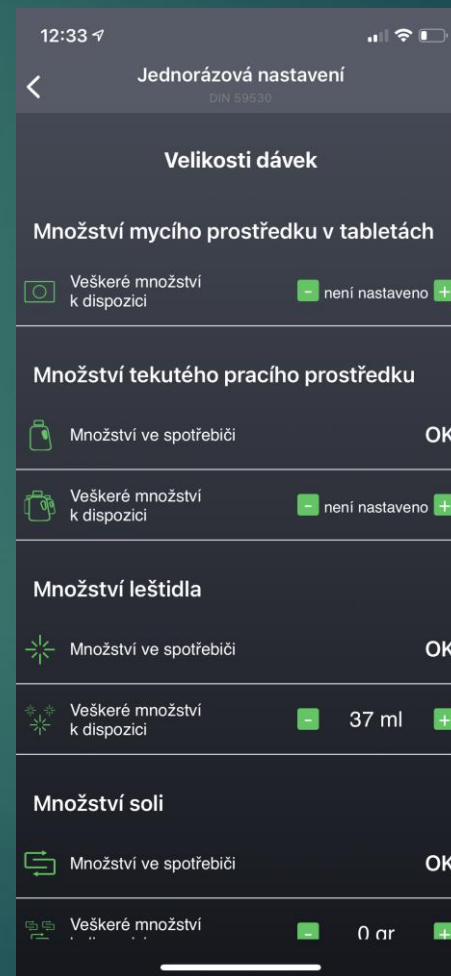 12:33
Jednorázová nastavení
DIN 59530
Velikosti dávek
Množství mycího prostředku v tabletách
Veškeré množství
k dispozici
- není nastaveno +
Množství tekutého pracího prostředku
Množství ve spotřebiči OK
Veškeré množství
k dispozici
- není nastaveno +
Množství leštidla
Množství ve spotřebiči OK
Veškeré množství
k dispozici
- 37 ml +
Množství soli
Množství ve spotřebiči OK
Veškeré množství
- 0 gr +